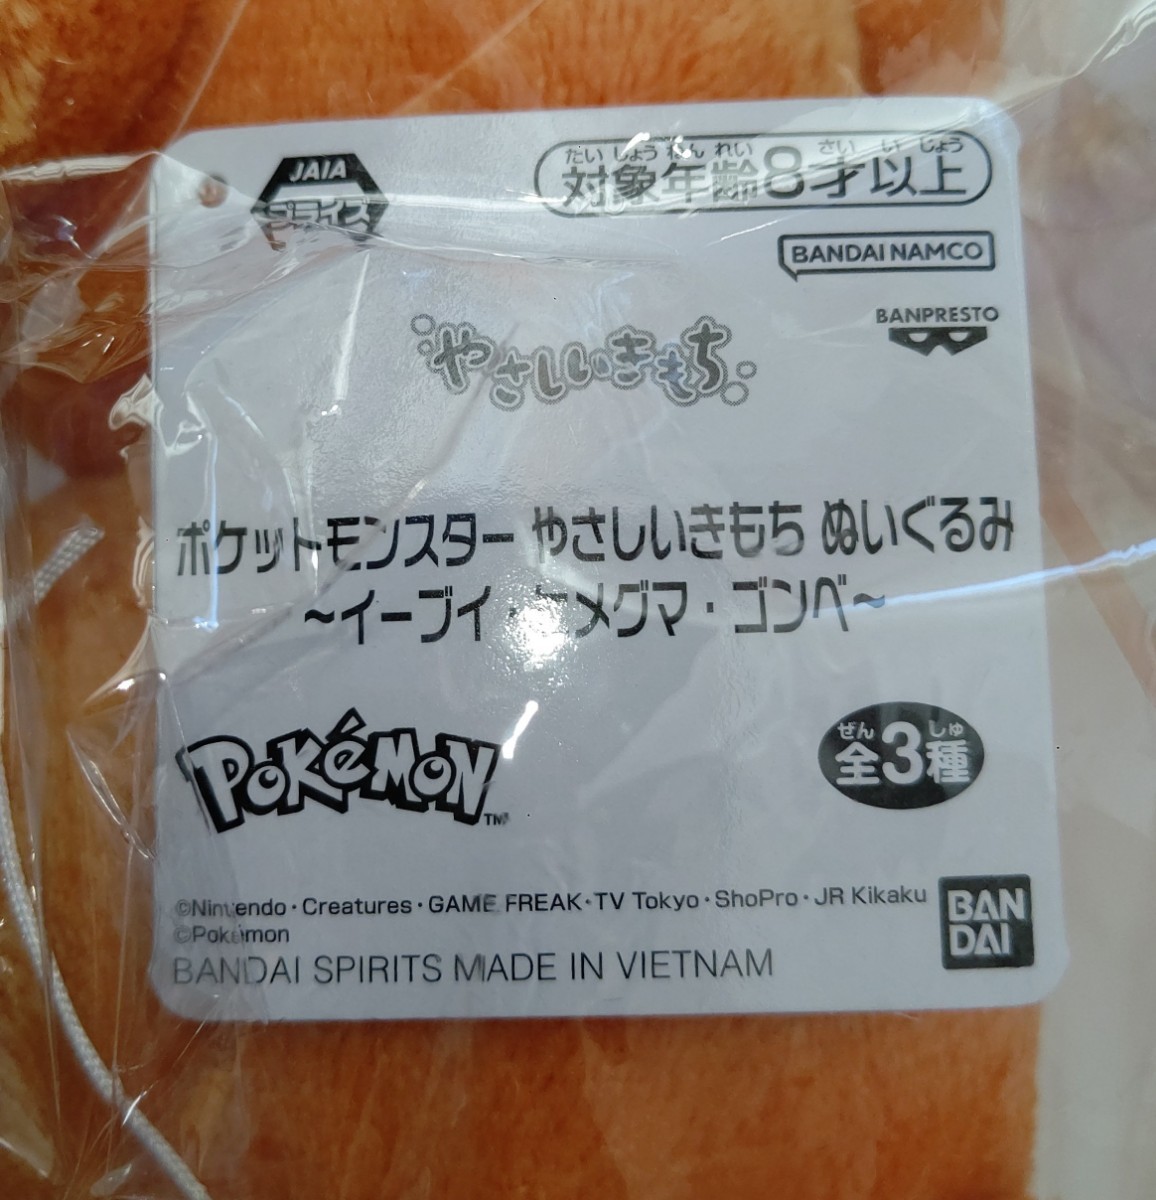 JAIA
プライズ
たいしょうねんれい さいいじょう
対象年齢8才以上
BANDAI NAMCO
BANPRESTO
やさしいきもち
ポケットモンスター やさしいきもち ぬいぐるみ
~イーブイ・ヒメグマ・ゴンベ~
POKéMON™
ぜん しゅ
全3種
©Nintendo・Creatures・GAME FREAK・TV Tokyo・ShoPro・JR Kikaku
©Pokémon
BANDAI SPIRITS MADE IN VIETNAM
BAN
DAI